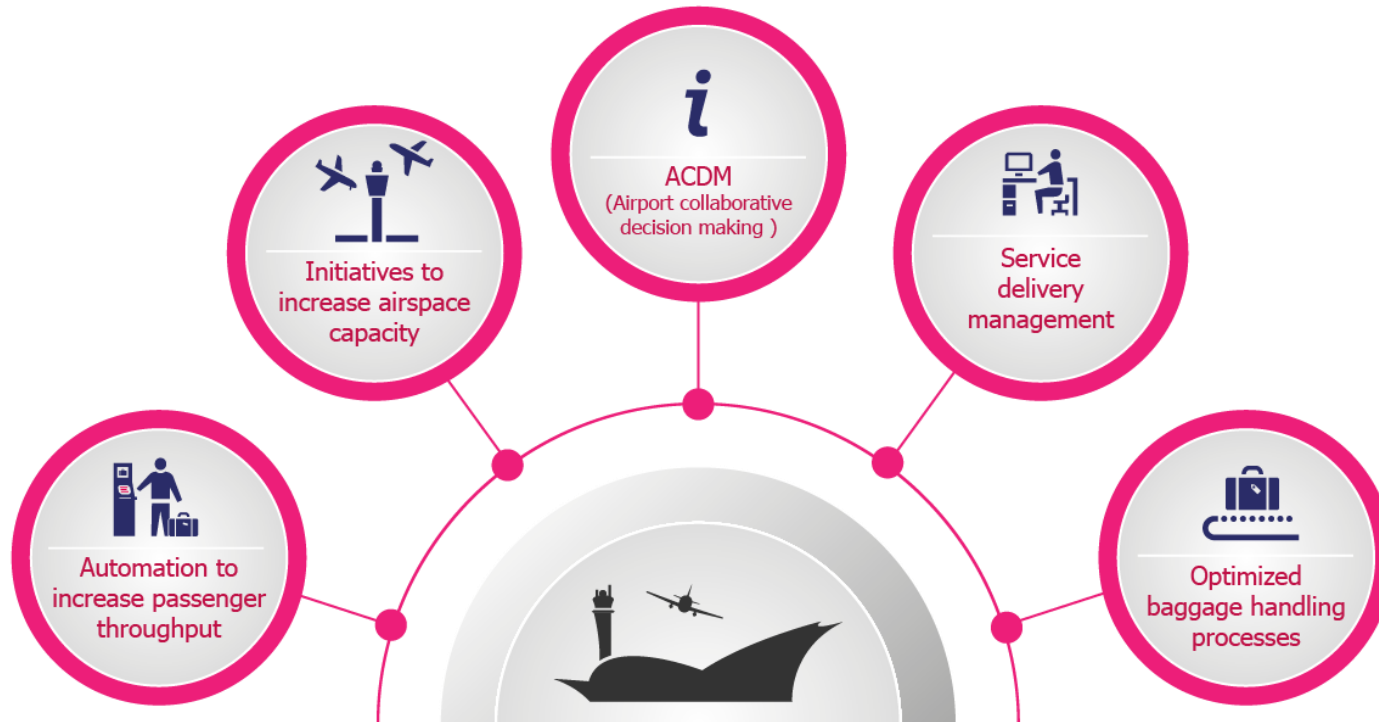 i
ACDM
(Airport collaborative
decision making )
Initiatives to
increase airspace
capacity
Service
delivery
management
Automation to
increase passenger
throughput
Optimized
baggage handling
processes